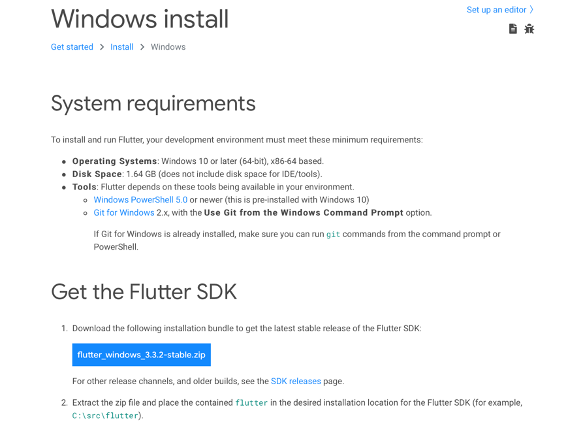 Windows install
Set up an editor
Get started > Install > Windows
System requirements
To install and run Flutter, your development environment must meet these minimum requirements:
• Operating Systems: Windows 10 or later (64-bit), x86-64 based.
• Disk Space: 1.64 GB (does not include disk space for IDE/tools).
• Tools: Flutter depends on these tools being available in your environment.
◦ Windows PowerShell 5.0 or newer (this is pre-installed with Windows 10)
◦ Git for Windows 2.x, with the Use Git from the Windows Command Prompt option.
If Git for Windows is already installed, make sure you can run git commands from the command prompt or
PowerShell.
Get the Flutter SDK
1. Download the following installation bundle to get the latest stable release of the Flutter SDK:
flutter_windows_3.3.2-stable.zip
For other release channels, and older builds, see the SDK releases page.
2. Extract the zip file and place the contained flutter in the desired installation location for the Flutter SDK (for example,
C:\src\flutter).